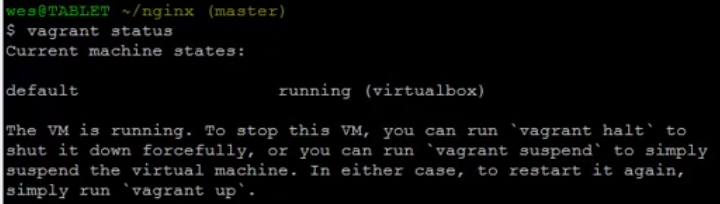 wes@TABLET ~/nginx (master)
$ vagrant status
Current machine states:
default                   running (virtualbox)
The VM is running. To stop this VM, you can run `vagrant halt` to
shut it down forcefully, or you can run `vagrant suspend` to simply
suspend the virtual machine. In either case, to restart it again,
simply run `vagrant up`.